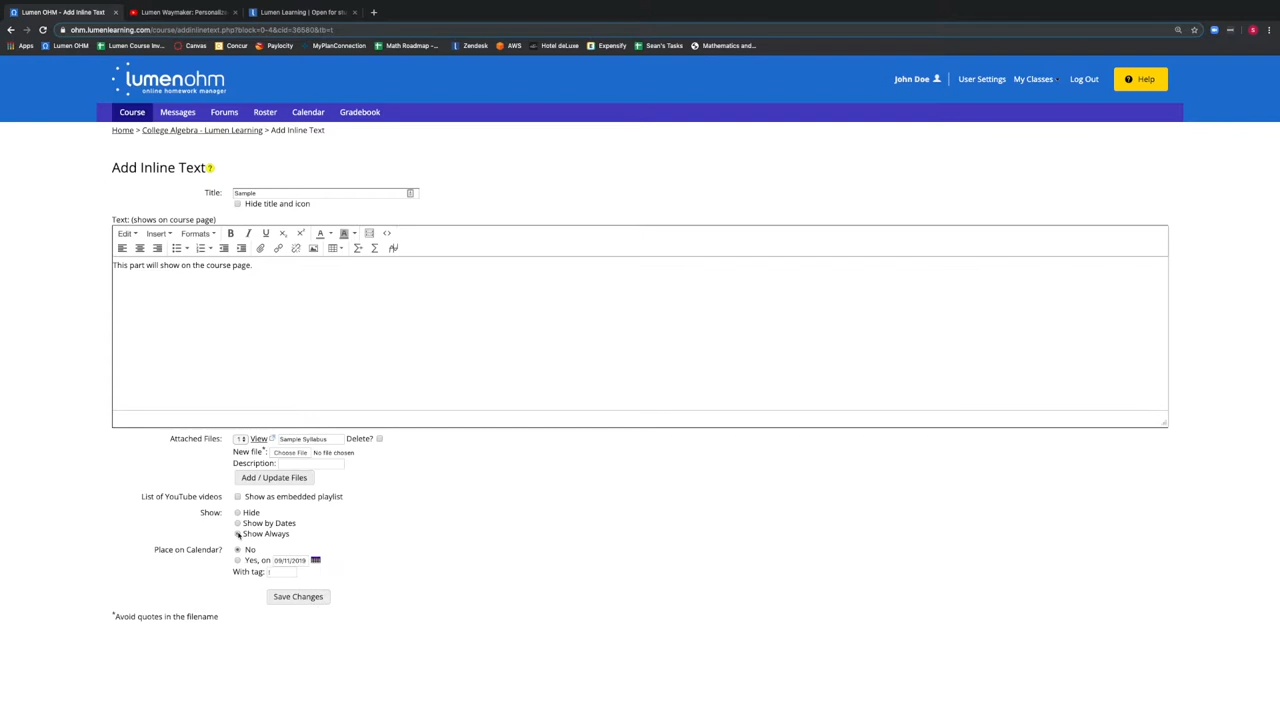 Lumen OHM - Add Inline Text
Lumen Waymaker: Personaliz
Lumen Learning | Open for stu
ohm.lumenlearning.com/course/addinlinetext.php?block=0-4&cid=36580&tb=t
Apps Lumen OHM Lumen Course Inv... Canvas Concur Paylocity MyPlanConnection Math Roadmap -... Zendesk AWS Hotel deLuxe Expensify Sean's Tasks Mathematics and...
lumenohm
online homework manager
John Doe User Settings My Classes Log Out Help
Course Messages Forums Roster Calendar Gradebook
Home > College Algebra - Lumen Learning > Add Inline Text
Add Inline Text?
Title: Sample
Hide title and icon
Text: (shows on course page)
Edit Insert Formats B I U x x A A <>
Σ+ Σ
This part will show on the course page.
Attached Files: 1 View Sample Syllabus Delete?
New file*: Choose File No file chosen
Description:
Add / Update Files
List of YouTube videos Show as embedded playlist
Show: Hide
Show by Dates
Show Always
Place on Calendar? No
Yes, on 09/11/2019
With tag: !
Save Changes
*Avoid quotes in the filename